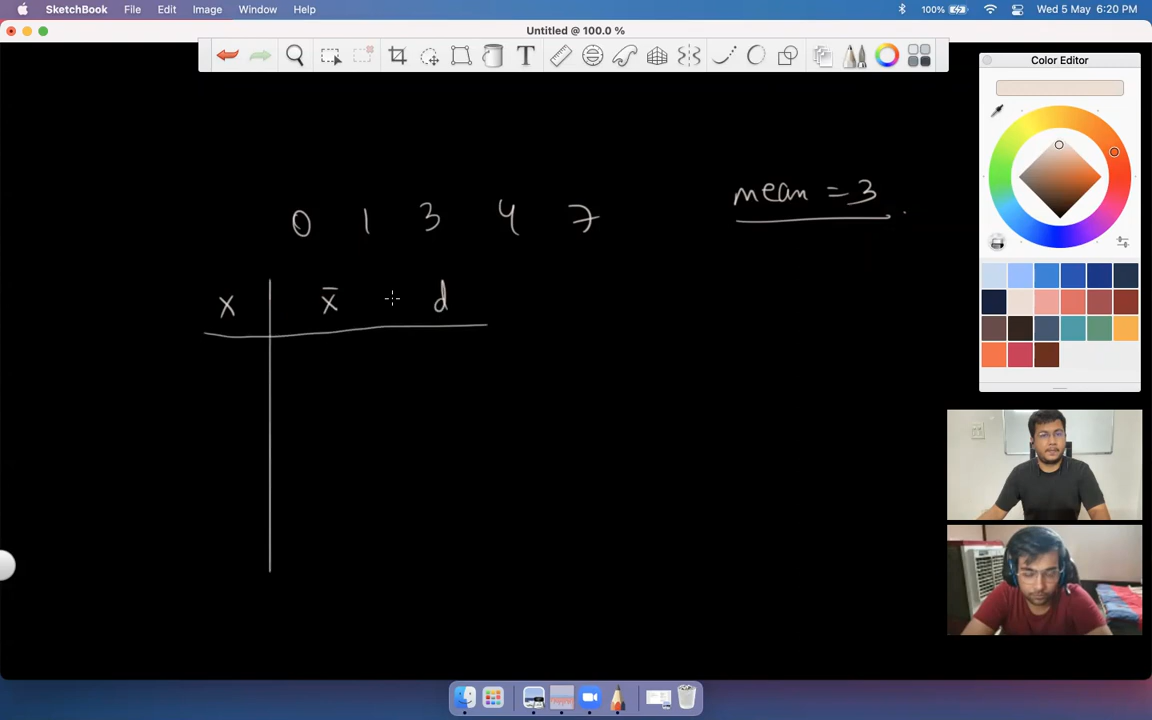 SketchBook File Edit Image Window Help 100% Wed 5 May 6:20 PM
Untitled @ 100.0 %
T
Color Editor
mean = 3
0 1 3 4 7
x x̄ d